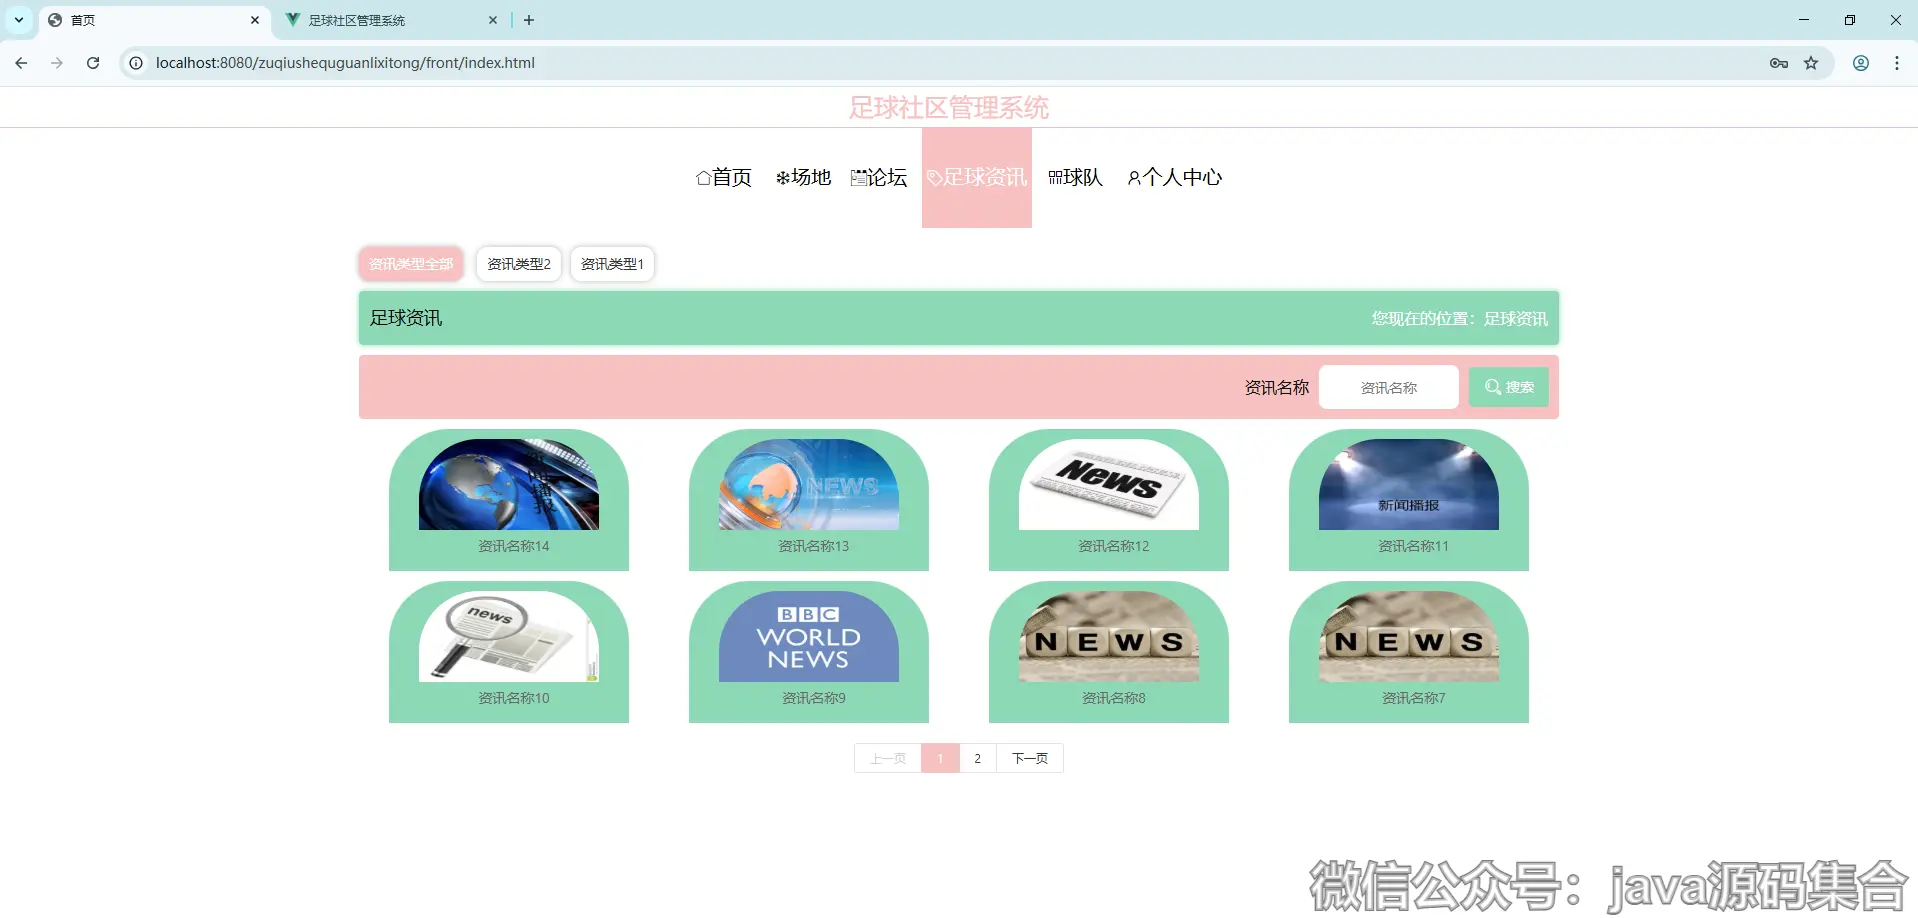 首页
足球社区管理系统
localhost:8080/zuqiushequguanlixitong/front/index.html
足球社区管理系统
首页 场地 论坛 足球资讯 球队 个人中心
资讯类型全部 资讯类型2 资讯类型1
足球资讯 您现在的位置：足球资讯
资讯名称 资讯名称 搜索
新闻播报
NEWS
News
新闻播报
资讯名称14 资讯名称13 资讯名称12 资讯名称11
news
BBC
WORLD
NEWS
NEWS
NEWS
资讯名称10 资讯名称9 资讯名称8 资讯名称7
上一页 1 2 下一页
微信公众号：java源码集合